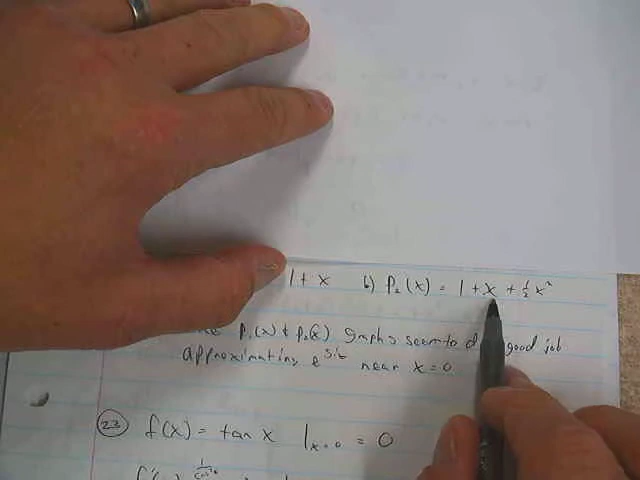 1 + x b) P₂(x) = 1 + x + ½x²
P₁(x) & P₂(x) graphs seem to d good job
approximating e^sin near x=0
23 f(x) = tan x |ₓ₌₀ = 0